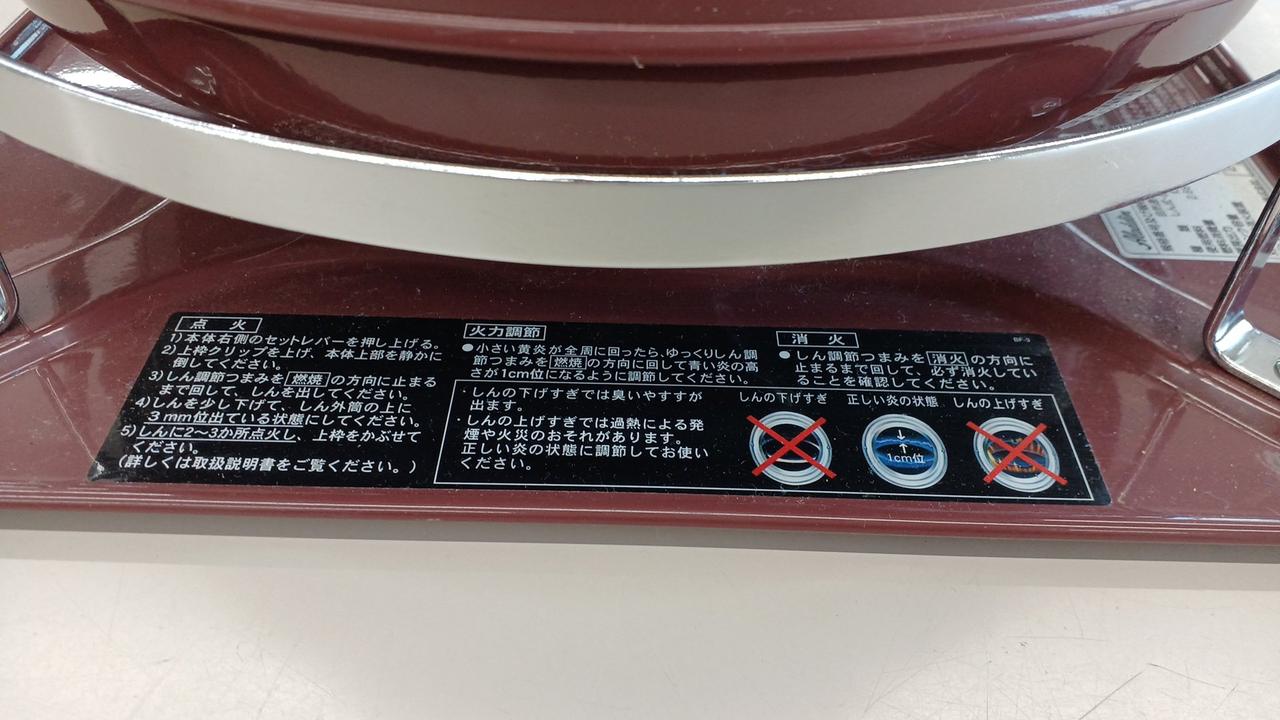 点火
1)本体右側のセットレバーを押し上げる。
2)上枠クリップを上げ、本体上部を静かに
倒してください。
3)しん調節つまみを 燃焼 の方向に止まる
まで回して、しんを出してください。
4)しんを少し下げて、しん外筒の上に
3mm位出ている状態にしてください。
5)しんに2〜3か所点火し、上枠をかぶせて
ください。
(詳しくは取扱説明書をご覧ください。)
火力調節
●小さい黄炎が全周に回ったら、ゆっくりしん調
節つまみを 燃焼 の方向に回して青い炎の高
さが1cm位になるように調節してください。
・しんの下げすぎでは臭いやすすが
出ます。
・しんの上げすぎでは過熱による発
煙や火災のおそれがあります。
正しい炎の状態に調節してお使い
ください。
消火
●しん調節つまみを 消火 の方向に
止まるまで回して、必ず消火してい
ることを確認してください。
しんの下げすぎ 正しい炎の状態 しんの上げすぎ
1cm位
BF-3
Aladdin